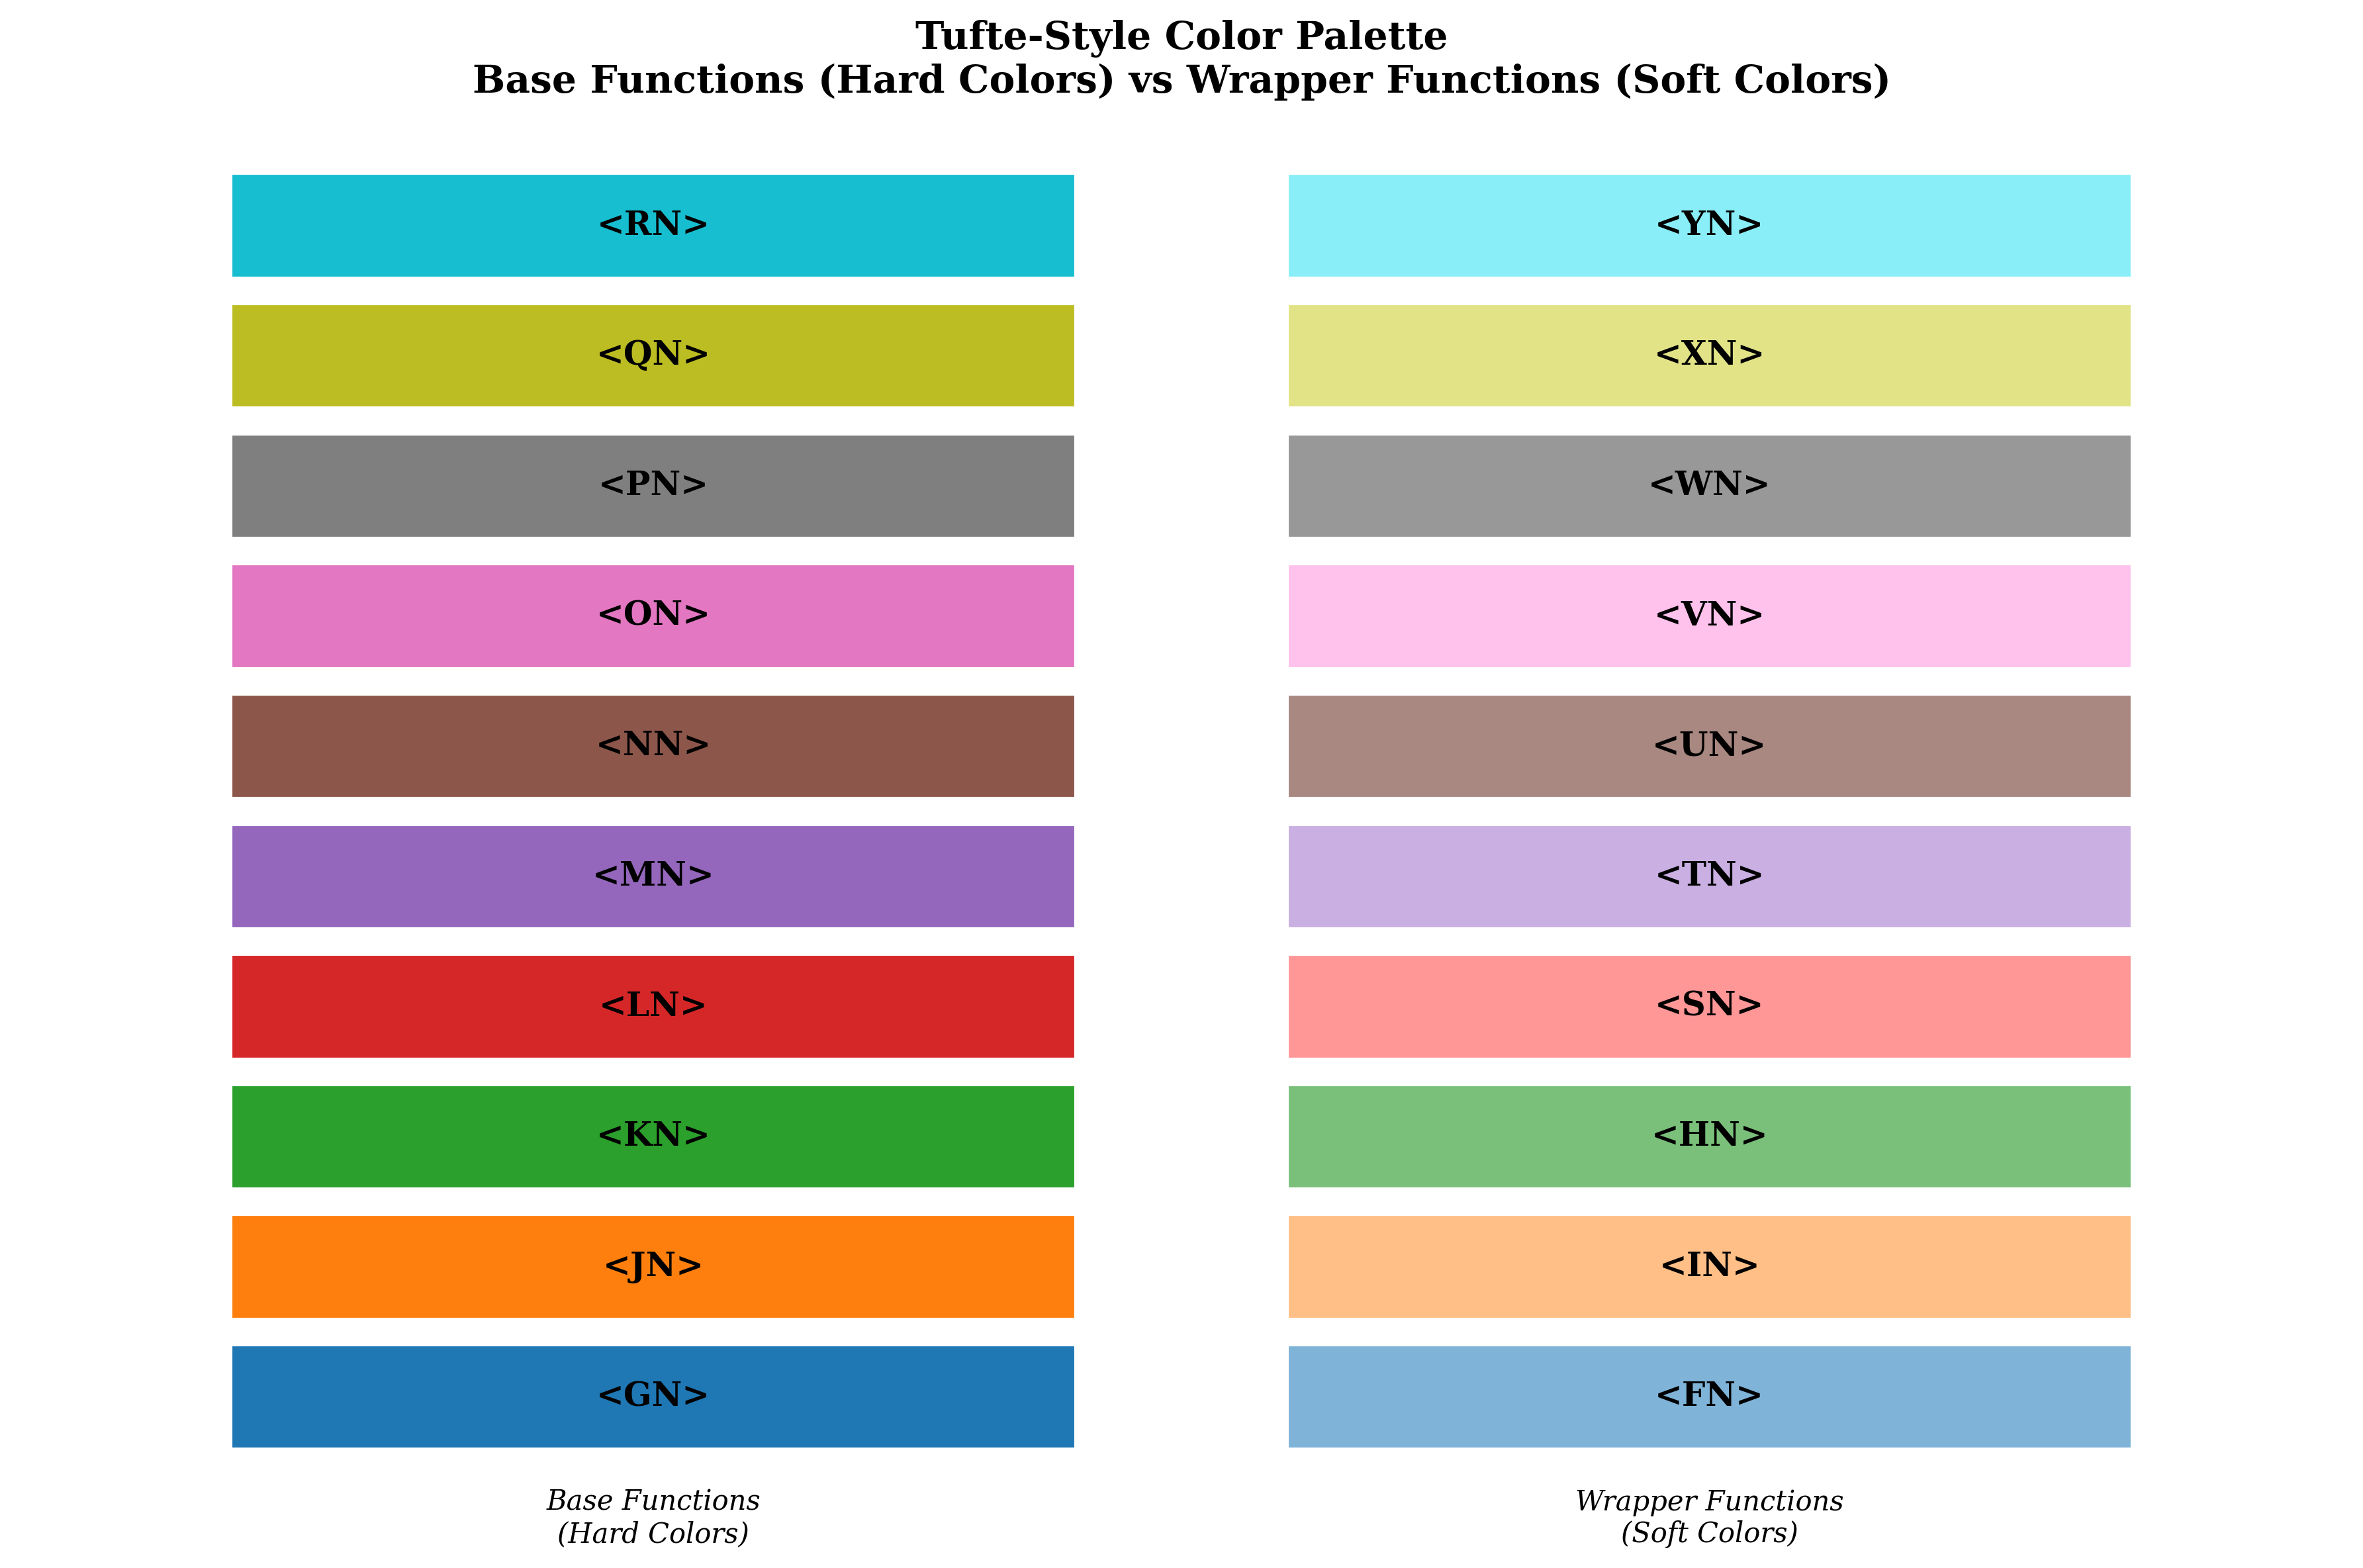 Tufte-Style Color Palette
Base Functions (Hard Colors) vs Wrapper Functions (Soft Colors)
<RN>
<YN>
<QN>
<XN>
<PN>
<WN>
<ON>
<VN>
<NN>
<UN>
<MN>
<TN>
<LN>
<SN>
<KN>
<HN>
<JN>
<IN>
<GN>
<FN>
Base Functions
(Hard Colors)
Wrapper Functions
(Soft Colors)